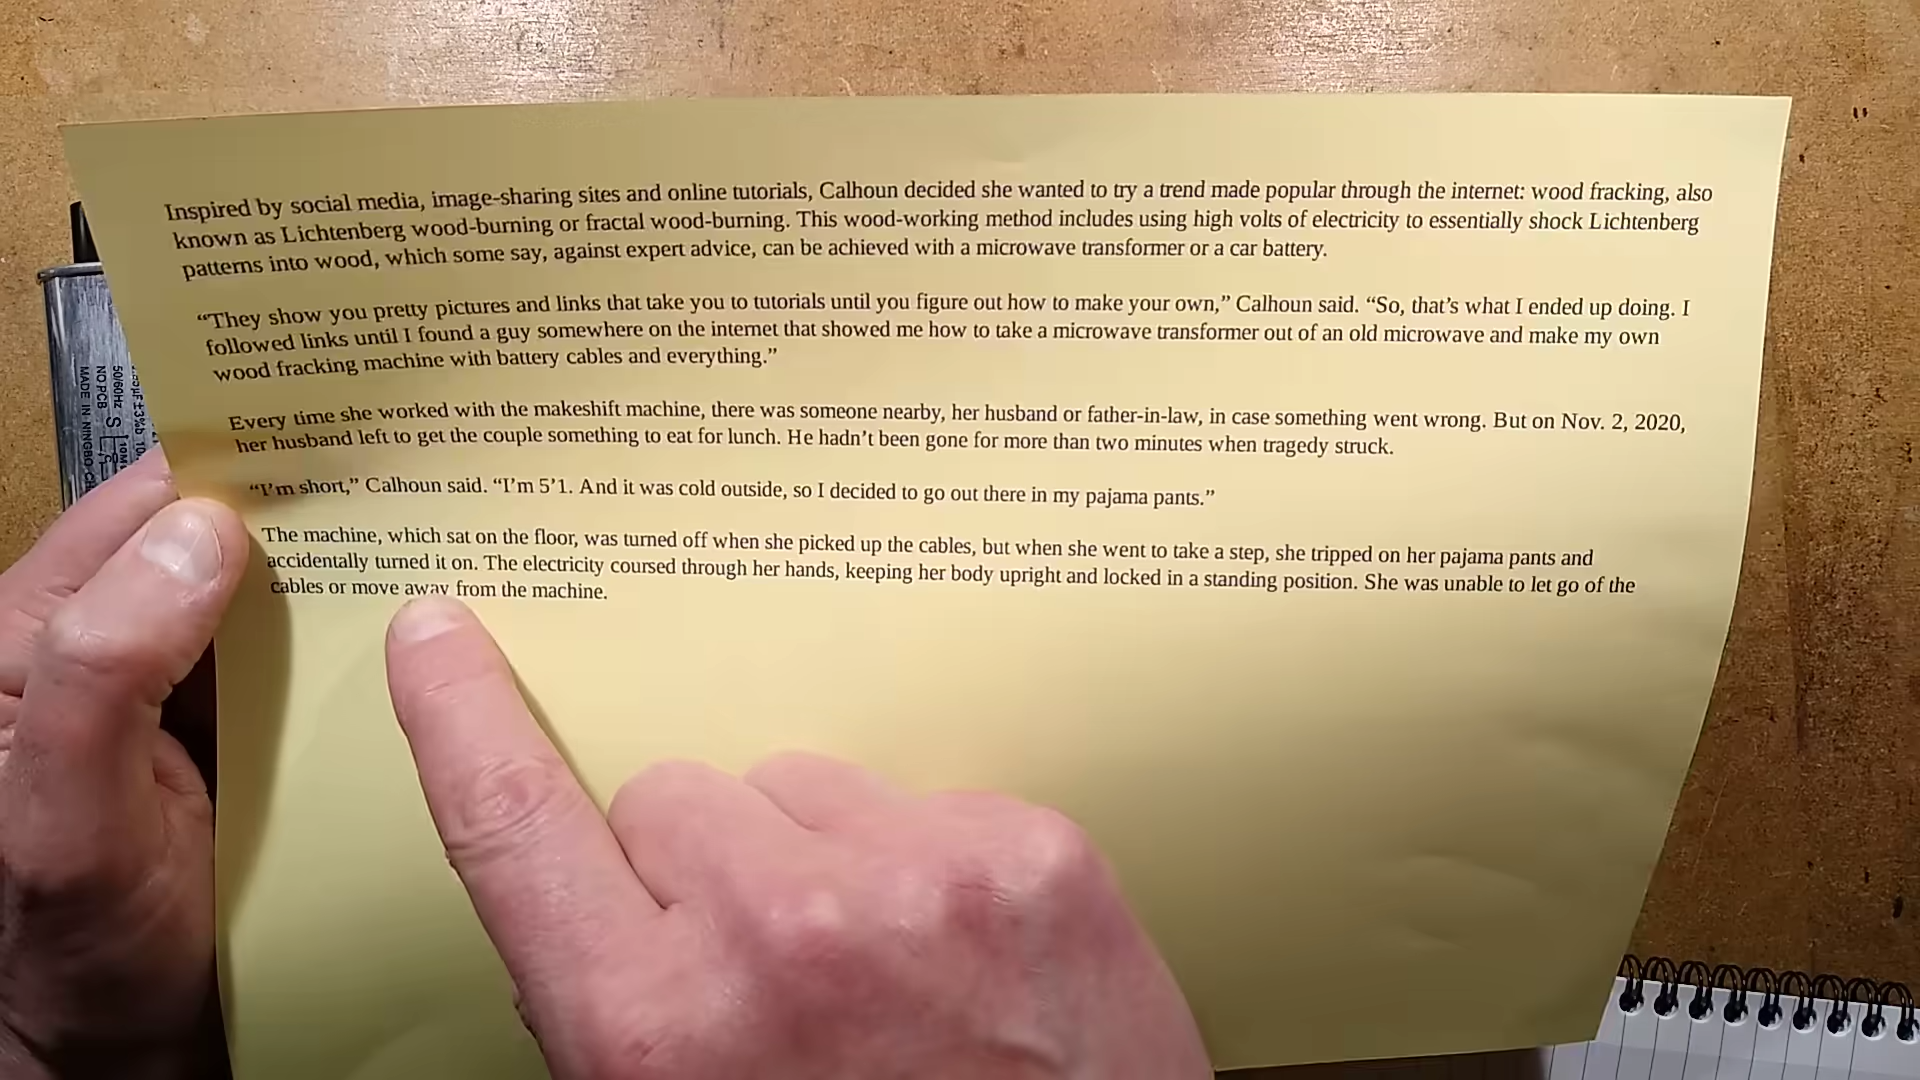 Inspired by social media, image-sharing sites and online tutorials, Calhoun decided she wanted to try a trend made popular through the internet: wood fracking, also
known as Lichtenberg wood-burning or fractal wood-burning. This wood-working method includes using high volts of electricity to essentially shock Lichtenberg
patterns into wood, which some say, against expert advice, can be achieved with a microwave transformer or a car battery.
“They show you pretty pictures and links that take you to tutorials until you figure out how to make your own,” Calhoun said. “So, that’s what I ended up doing. I
followed links until I found a guy somewhere on the internet that showed me how to take a microwave transformer out of an old microwave and make my own
wood fracking machine with battery cables and everything.”
Every time she worked with the makeshift machine, there was someone nearby, her husband or father-in-law, in case something went wrong. But on Nov. 2, 2020,
her husband left to get the couple something to eat for lunch. He hadn’t been gone for more than two minutes when tragedy struck.
“I’m short,” Calhoun said. “I’m 5’1. And it was cold outside, so I decided to go out there in my pajama pants.”
The machine, which sat on the floor, was turned off when she picked up the cables, but when she went to take a step, she tripped on her pajama pants and
accidentally turned it on. The electricity coursed through her hands, keeping her body upright and locked in a standing position. She was unable to let go of the
cables or move away from the machine.
50/60Hz
NO PCB
MADE IN NINGBO